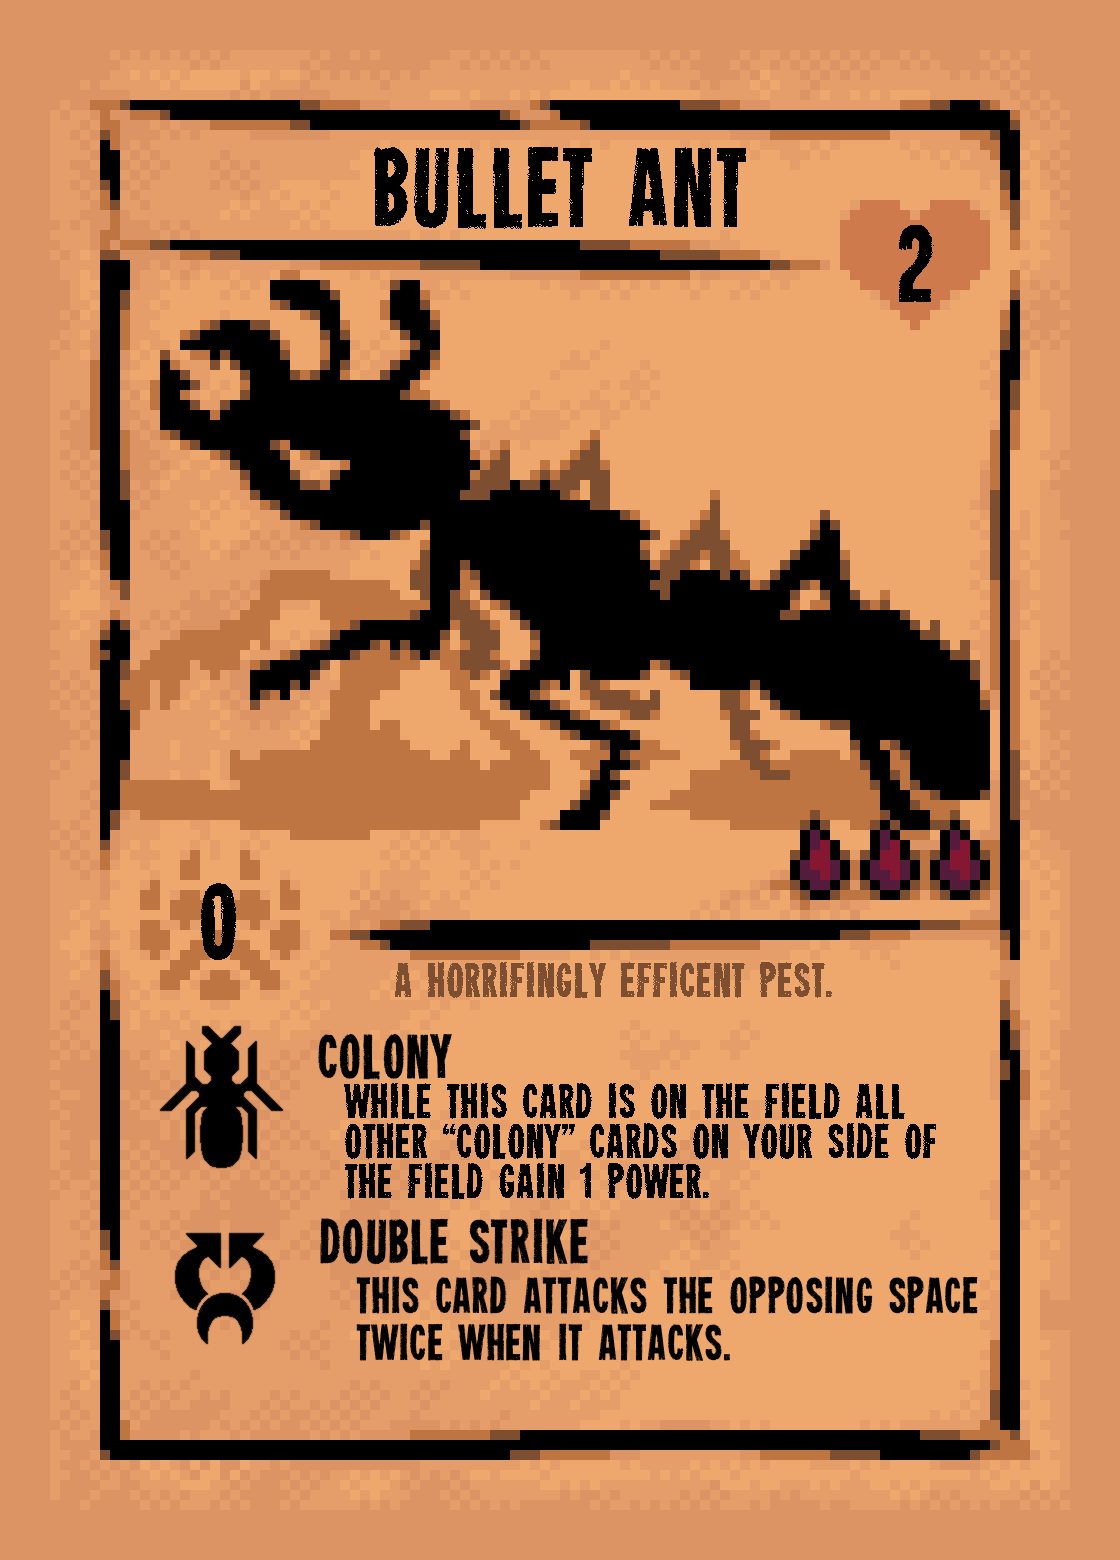 BULLET ANT
2
0
A HORRIFINGLY EFFICENT PEST.
COLONY
WHILE THIS CARD IS ON THE FIELD ALL
OTHER “COLONY” CARDS ON YOUR SIDE OF
THE FIELD GAIN 1 POWER.
DOUBLE STRIKE
THIS CARD ATTACKS THE OPPOSING SPACE
TWICE WHEN IT ATTACKS.